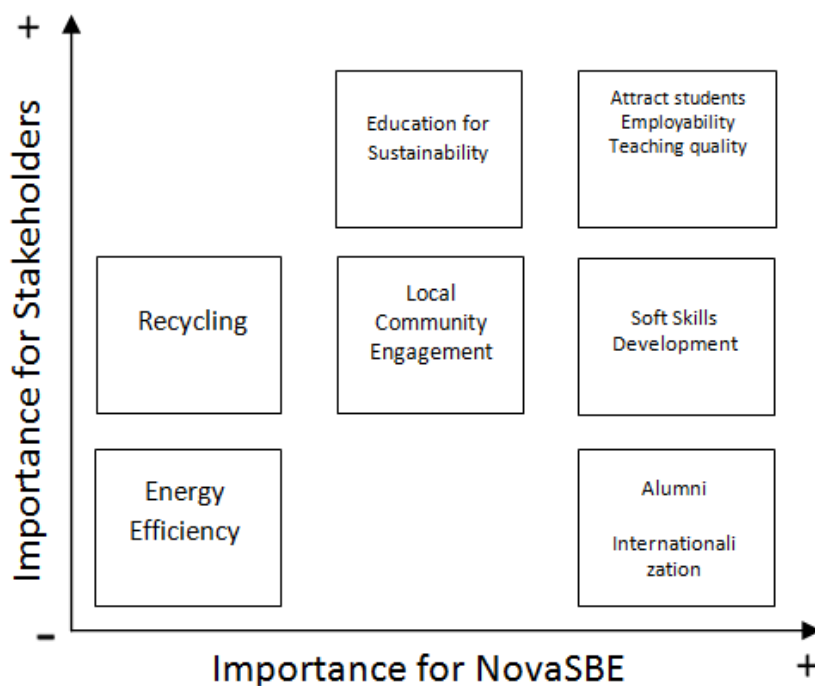 +
Importance for Stakeholders
Education for
Sustainability
Attract students
Employability
Teaching quality
Recycling
Local
Community
Engagement
Soft Skills
Development
Energy
Efficiency
Alumni
Internationali
zation
-
Importance for NovaSBE
+